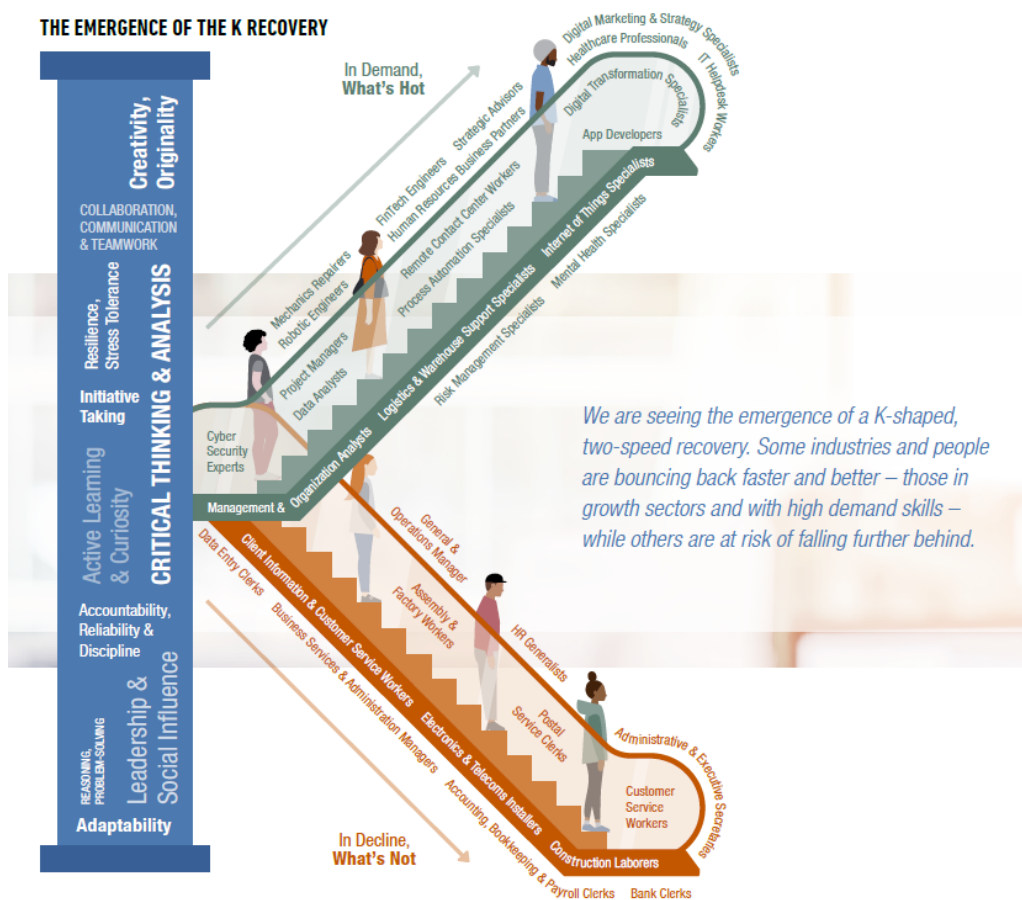 THE EMERGENCE OF THE K RECOVERY
Creativity,
Originality
COLLABORATION,
COMMUNICATION
& TEAMWORK
Resilience,
Stress Tolerance
CRITICAL THINKING & ANALYSIS
Initiative
Taking
Active Learning
& Curiosity
Accountability,
Reliability &
Discipline
REASONING,
PROBLEM-SOLVING
Leadership &
Social Influence
Adaptability
In Demand,
What's Hot
Digital Marketing & Strategy Specialists
Healthcare Professionals
IT Helpdesk Workers
Digital Transformation Specialists
App Developers
Strategic Advisors
FinTech Engineers
Human Resources Business Partners
Remote Contact Center Workers
Process Automation Specialists
Mechanics Repairers
Robotic Engineers
Project Managers
Data Analysts
Cyber
Security
Experts
Management & Organization Analysts
Logistics & Warehouse Support Specialists
Internet of Things Specialists
Risk Management Specialists
Mental Health Specialists
We are seeing the emergence of a K-shaped,
two-speed recovery. Some industries and people
are bouncing back faster and better – those in
growth sectors and with high demand skills –
while others are at risk of falling further behind.
General &
Operations Manager
Assembly &
Factory Workers
HR Generalists
Postal
Service Clerks
Administrative & Executive Secretaries
Customer
Service
Workers
Client Information & Customer Service Workers
Electronics & Telecoms Installers
Construction Laborers
Data Entry Clerks
Business Services & Administration Managers
Accounting, Bookkeeping & Payroll Clerks
Bank Clerks
In Decline,
What's Not